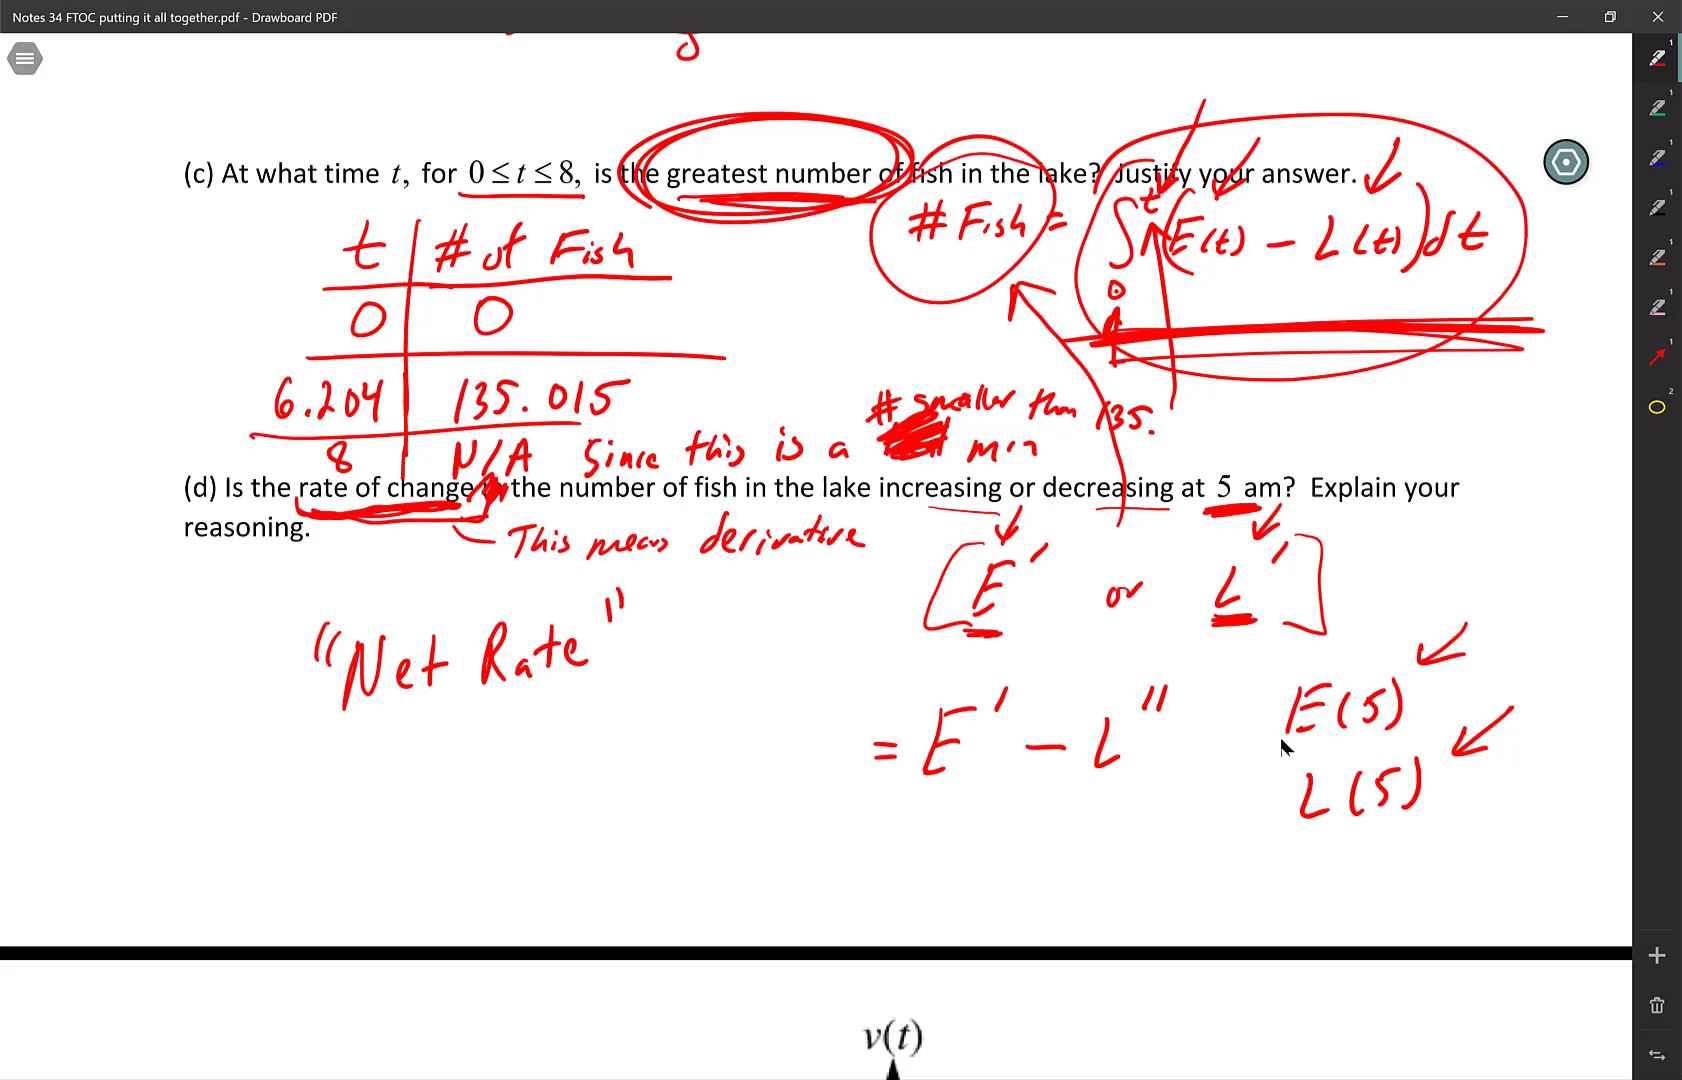 Notes 34 FTOC putting it all together.pdf - Drawboard PDF
(c) At what time t, for 0 ≤ t ≤ 8, is the greatest number of fish in the lake? Justify your answer.
t # of Fish
# Fish = ∫₀ᵗ (E(t) - L(t)) dt
0 0
6.204 135.015
# smaller than 135.
8 N/A Since this is a min
(d) Is the rate of change the number of fish in the lake increasing or decreasing at 5 am? Explain your
reasoning.
This means derivative
[E' or L']
"Net Rate"
= E' - L"
E(5)
L(5)
v(t)